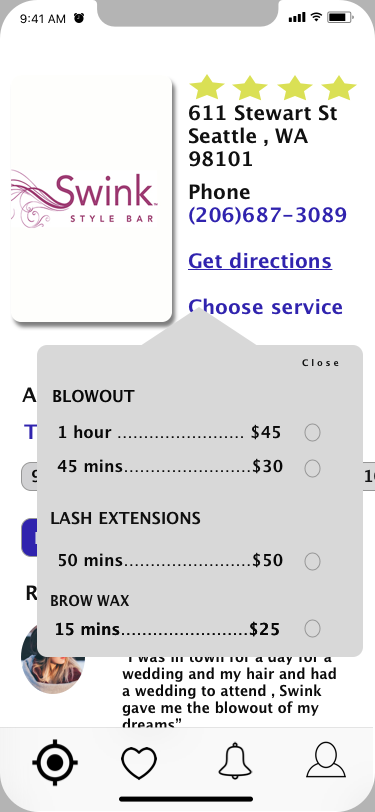 9:41 AM
Swink
STYLE BAR
611 Stewart St
Seattle , WA
98101
Phone
(206)687-3089
Get directions
Choose service
Close
A
BLOWOUT
T
1 hour ........................ $45
45 mins........................$30
LASH EXTENSIONS
50 mins........................$50
R
BROW WAX
15 mins........................$25
"I was in town for a day for a
wedding and my hair and had
a wedding to attend , Swink
gave me the blowout of my
dreams"